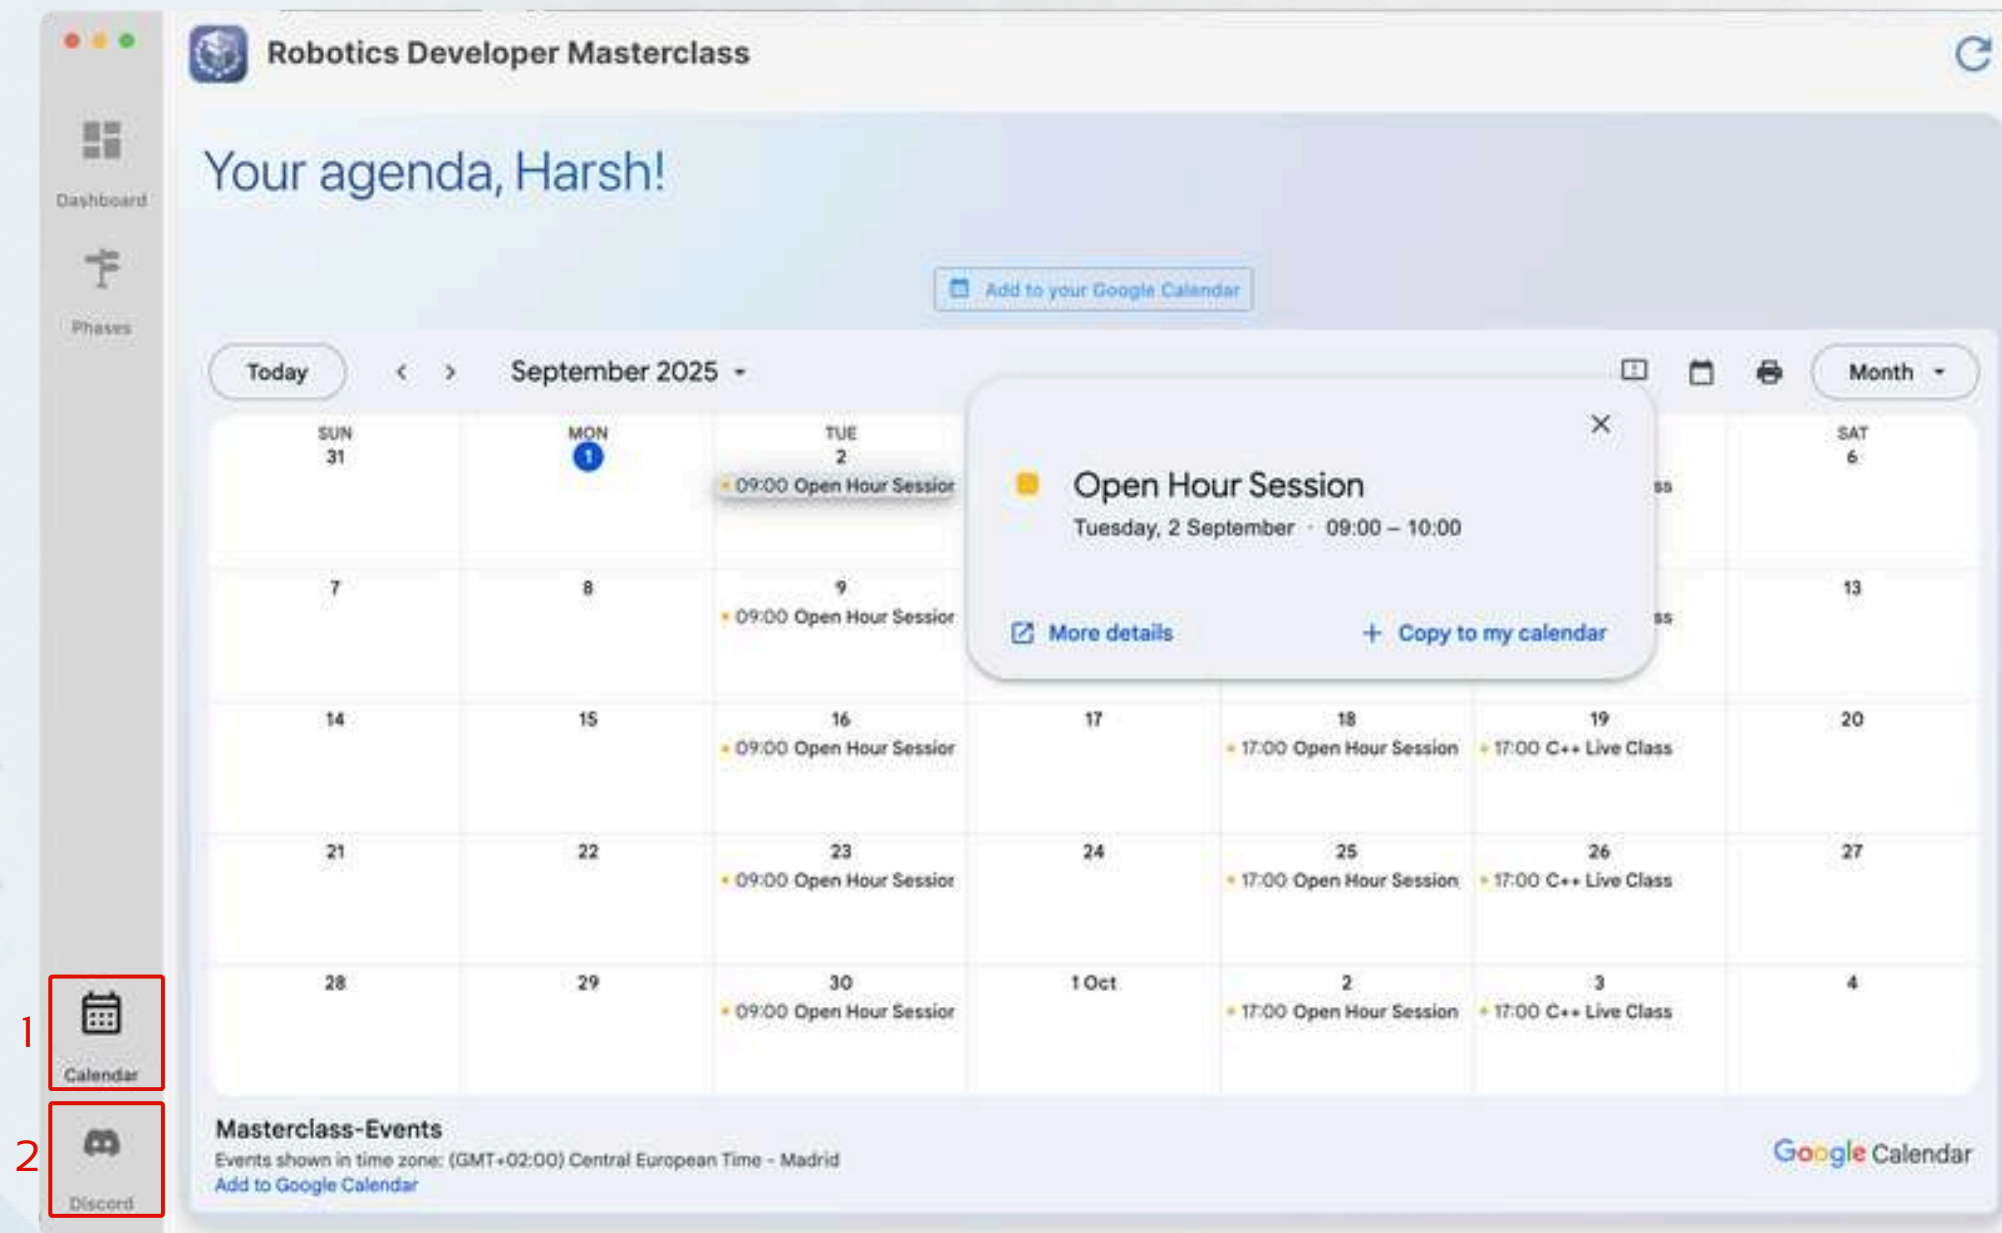 Robotics Developer Masterclass
Dashboard
Phases
Your agenda, Harsh!
Add to your Google Calendar
Today
September 2025
Month
SUN MON TUE SAT
31 1 2 6
09:00 Open Hour Session
ss
Open Hour Session
Tuesday, 2 September · 09:00 – 10:00
More details
+ Copy to my calendar
7 8 9 13
09:00 Open Hour Session
ss
14 15 16 17 18 19 20
09:00 Open Hour Session 17:00 Open Hour Session 17:00 C++ Live Class
21 22 23 24 25 26 27
09:00 Open Hour Session 17:00 Open Hour Session 17:00 C++ Live Class
28 29 30 1 Oct 2 3 4
09:00 Open Hour Session 17:00 Open Hour Session 17:00 C++ Live Class
1
Calendar
2
Discord
Masterclass-Events
Events shown in time zone: (GMT+02:00) Central European Time - Madrid
Add to Google Calendar
Google Calendar